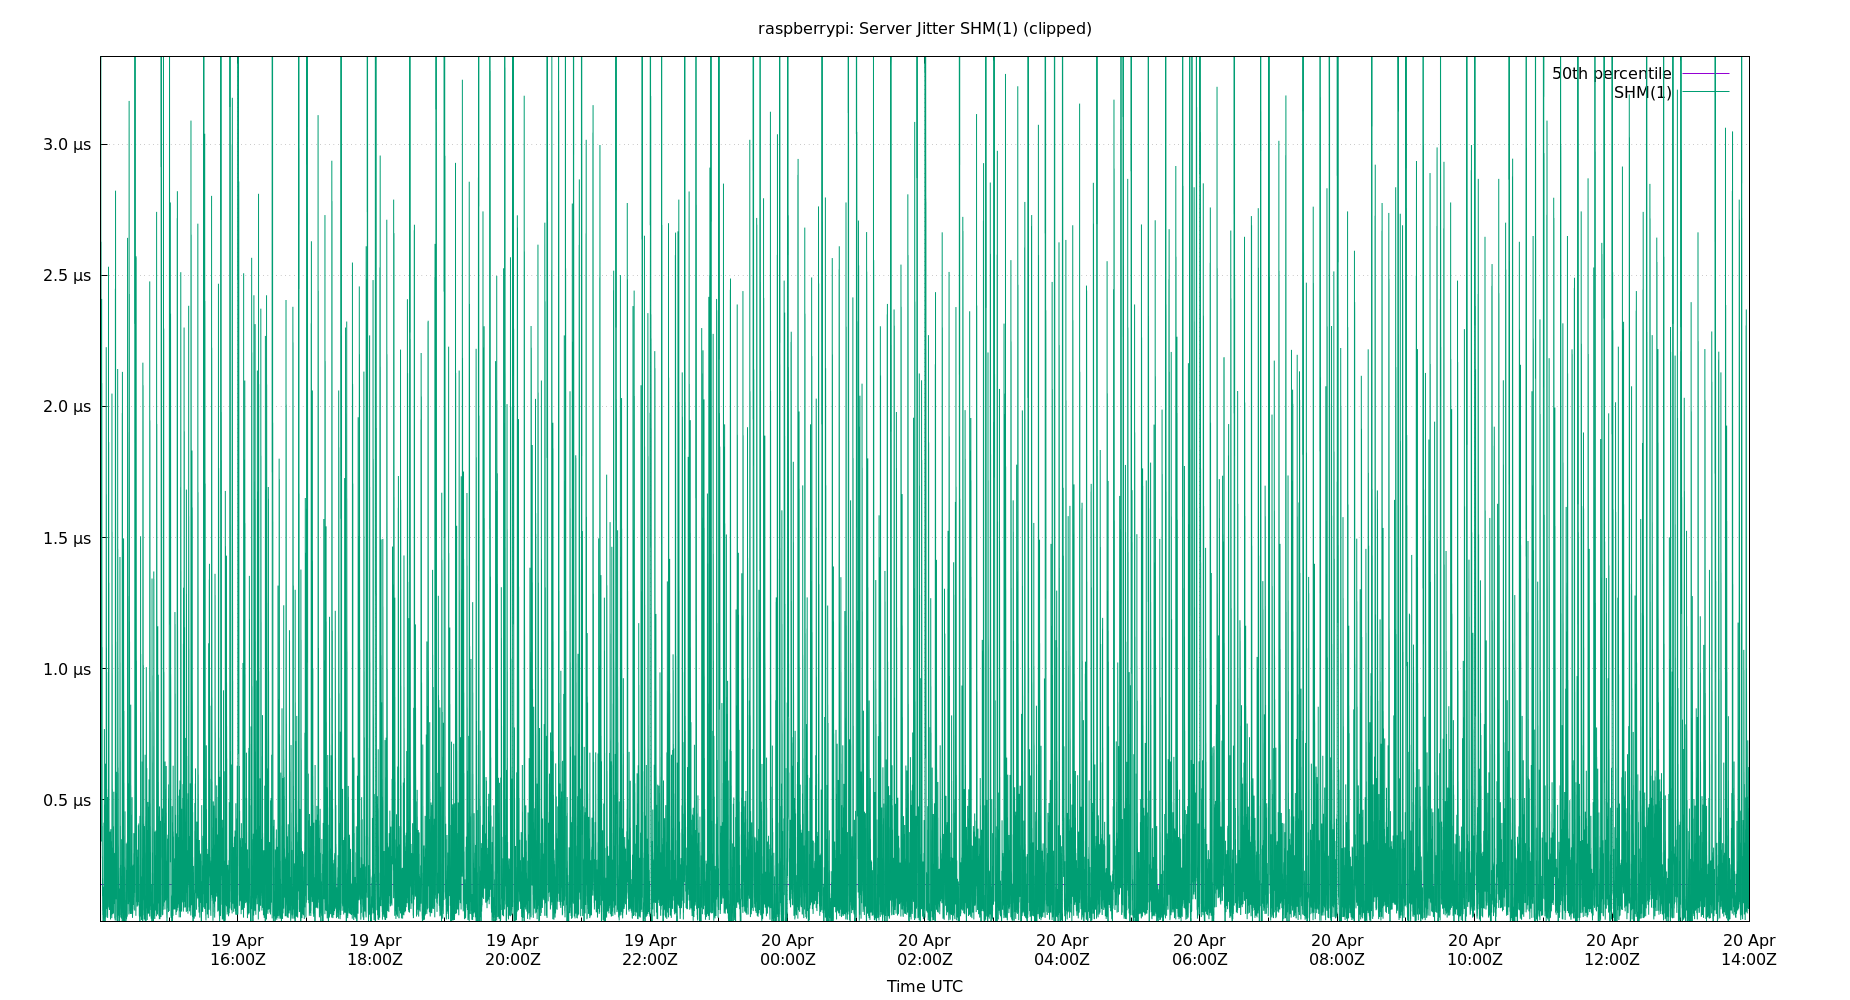 raspberrypi: Server Jitter SHM(1) (clipped)
50th percentile
SHM(1)
3.0 µs
2.5 µs
2.0 µs
1.5 µs
1.0 µs
0.5 µs
19 Apr 19 Apr 19 Apr 19 Apr 20 Apr 20 Apr 20 Apr 20 Apr 20 Apr 20 Apr 20 Apr 20 Apr
16:00Z 18:00Z 20:00Z 22:00Z 00:00Z 02:00Z 04:00Z 06:00Z 08:00Z 10:00Z 12:00Z 14:00Z
Time UTC